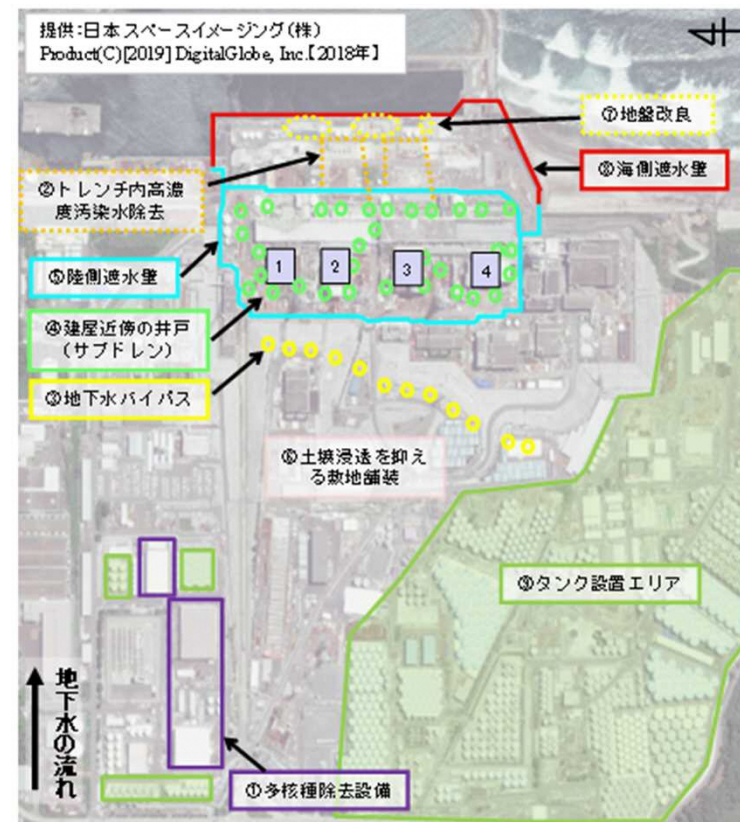 提供:日本スペースイメージング(株)
Product(C)[2019] DigitalGlobe, Inc.【2018年】
⑦地盤改良
⑧海側遮水壁
②トレンチ内高濃
度汚染水除去
⑤陸側遮水壁
1
2
3
4
④建屋近傍の井戸
(サブドレン)
③地下水バイパス
⑥土壌浸透を抑え
る敷地舗装
⑨タンク設置エリア
地下水の流れ
①多核種除去設備